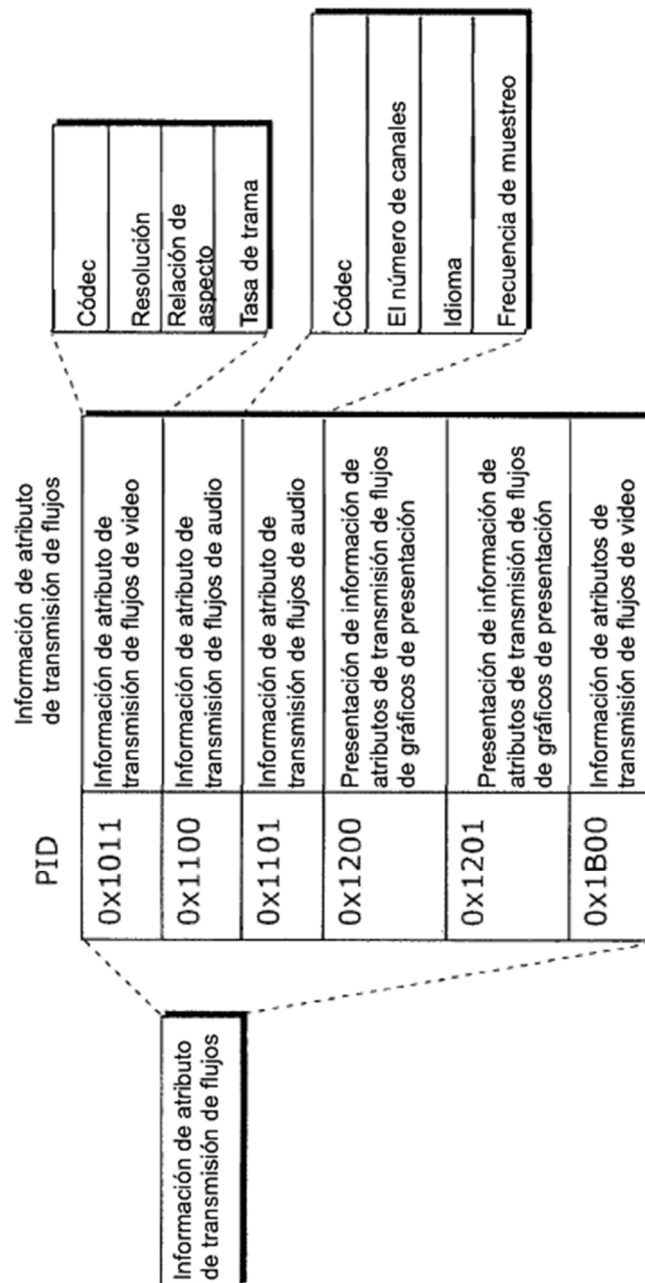 Información de atributo
de transmisión de flujos
PID
Información de atributo
de transmisión de flujos
0x1011
Información de atributo de
transmisión de flujos de video
0x1100
Información de atributo de
transmisión de flujos de audio
0x1101
Información de atributo de
transmisión de flujos de audio
0x1200
Presentación de información de
atributos de transmisión de flujos
de gráficos de presentación
0x1201
Presentación de información de
atributos de transmisión de flujos
de gráficos de presentación
0x1B00
Información de atributos de
transmisión de flujos de video
Códec
Resolución
Relación de
aspecto
Tasa de trama
Códec
El número de canales
Idioma
Frecuencia de muestreo